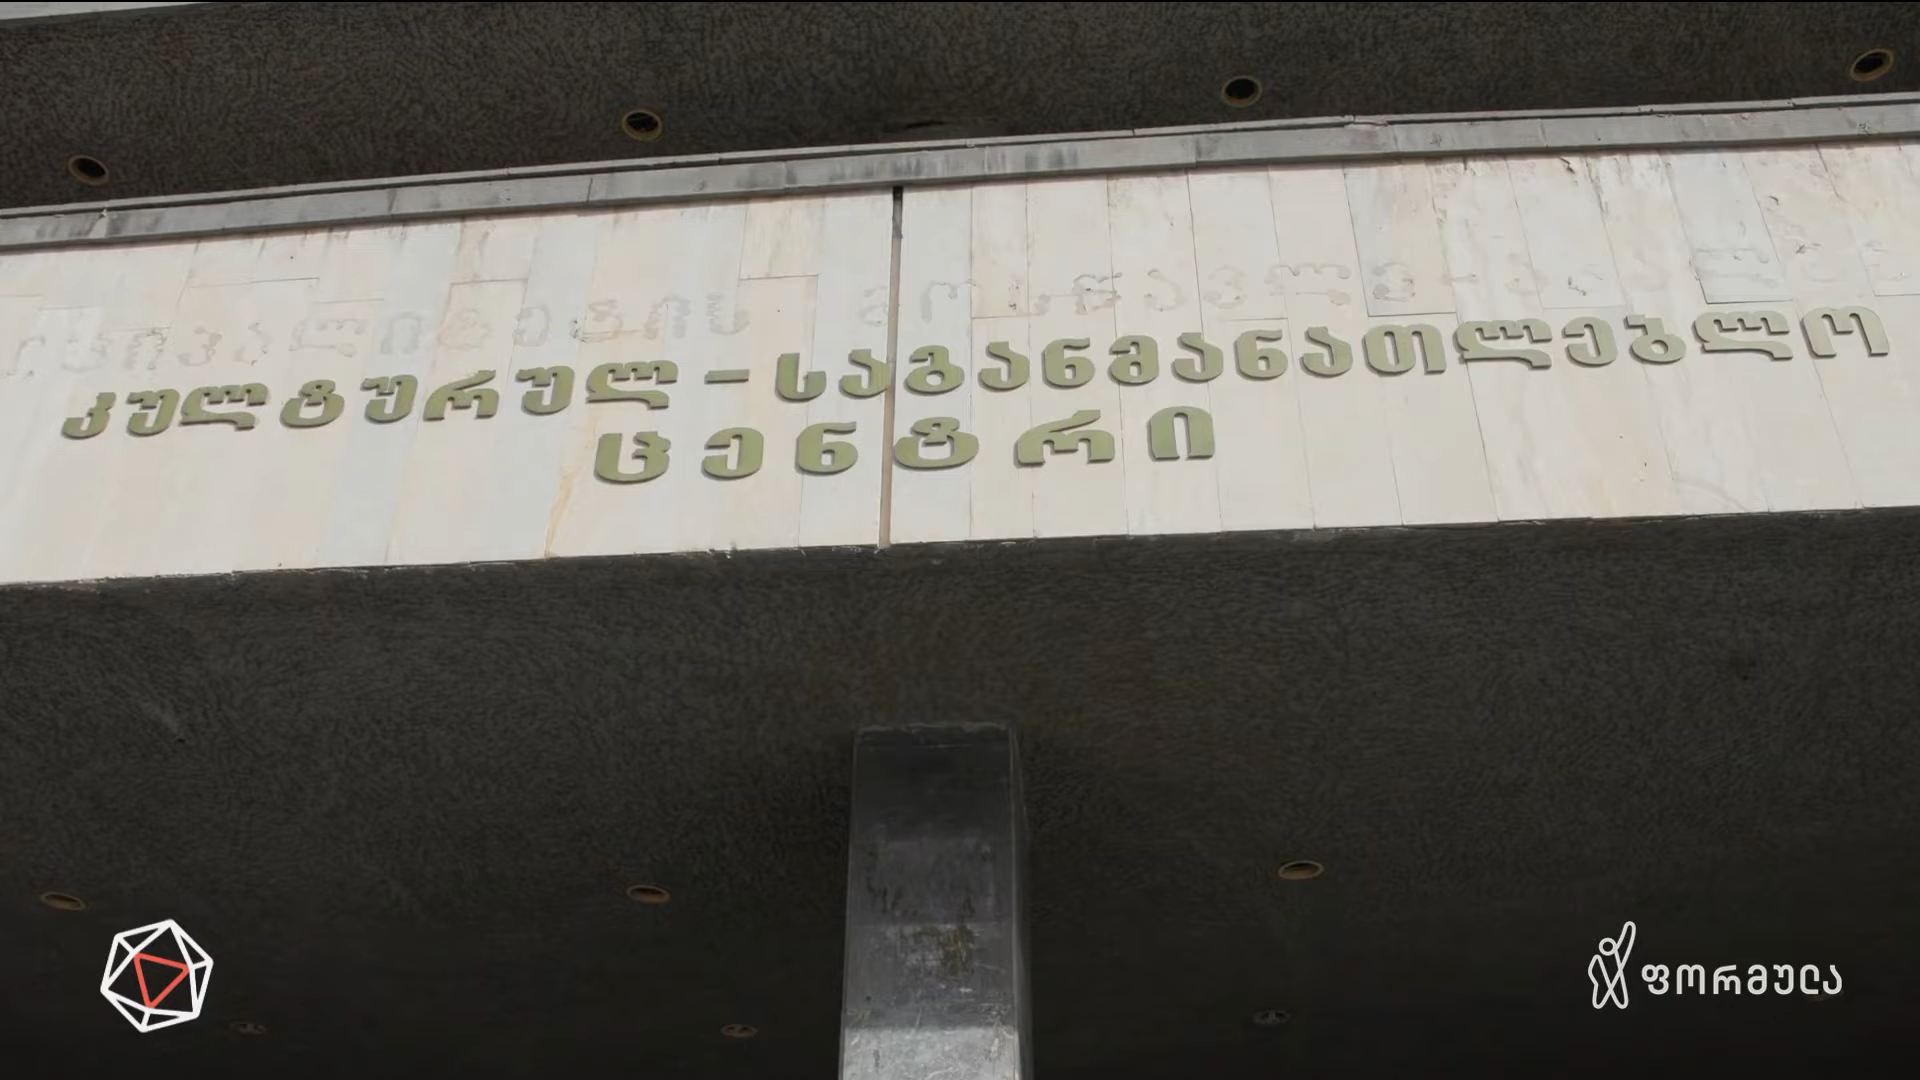 კულტურულ - საგანმანათლებლო
ცენტრი
ფორმულა